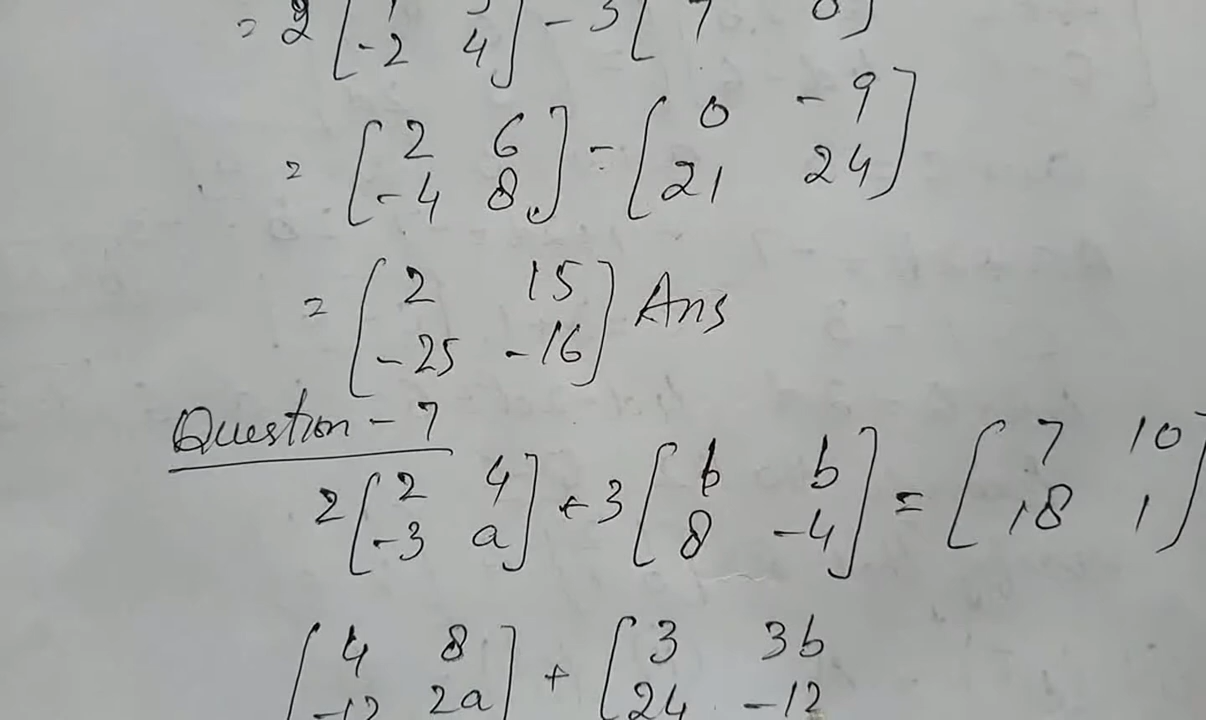 = 2 [ -2 4 ] - 3 [ 7
= [ 2 6 ] - [ 0 -9 ]
[ -4 8 ] [ 21 24 ]
= [ 2 15 ] Ans
[ -25 -16 ]
Question - 7
2 [ 2 4 ] + 3 [ b ] = [ 7 10 ]
[ -3 a ] [ 8 -4 ] [ 18 1 ]
[ 4 8 ] + [ 3 3b
2a ] [ 24 -12